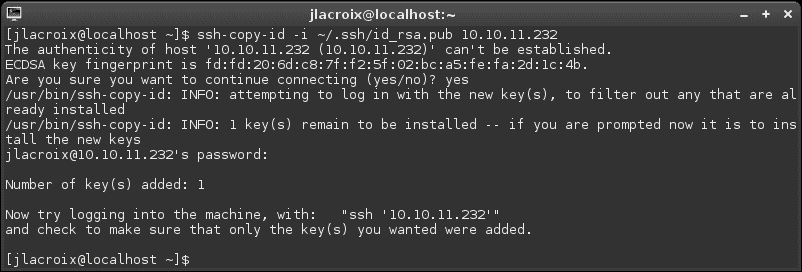 jlacroix@localhost:~
[jlacroix@localhost ~]$ ssh-copy-id -i ~/.ssh/id_rsa.pub 10.10.11.232
The authenticity of host '10.10.11.232 (10.10.11.232)' can't be established.
ECDSA key fingerprint is fd:fd:20:6d:c8:7f:f2:5f:02:bc:a5:fe:fa:2d:1c:4b.
Are you sure you want to continue connecting (yes/no)? yes
/usr/bin/ssh-copy-id: INFO: attempting to log in with the new key(s), to filter out any that are al
ready installed
/usr/bin/ssh-copy-id: INFO: 1 key(s) remain to be installed -- if you are prompted now it is to ins
tall the new keys
jlacroix@10.10.11.232's password:
Number of key(s) added: 1
Now try logging into the machine, with:   "ssh '10.10.11.232'"
and check to make sure that only the key(s) you wanted were added.
[jlacroix@localhost ~]$